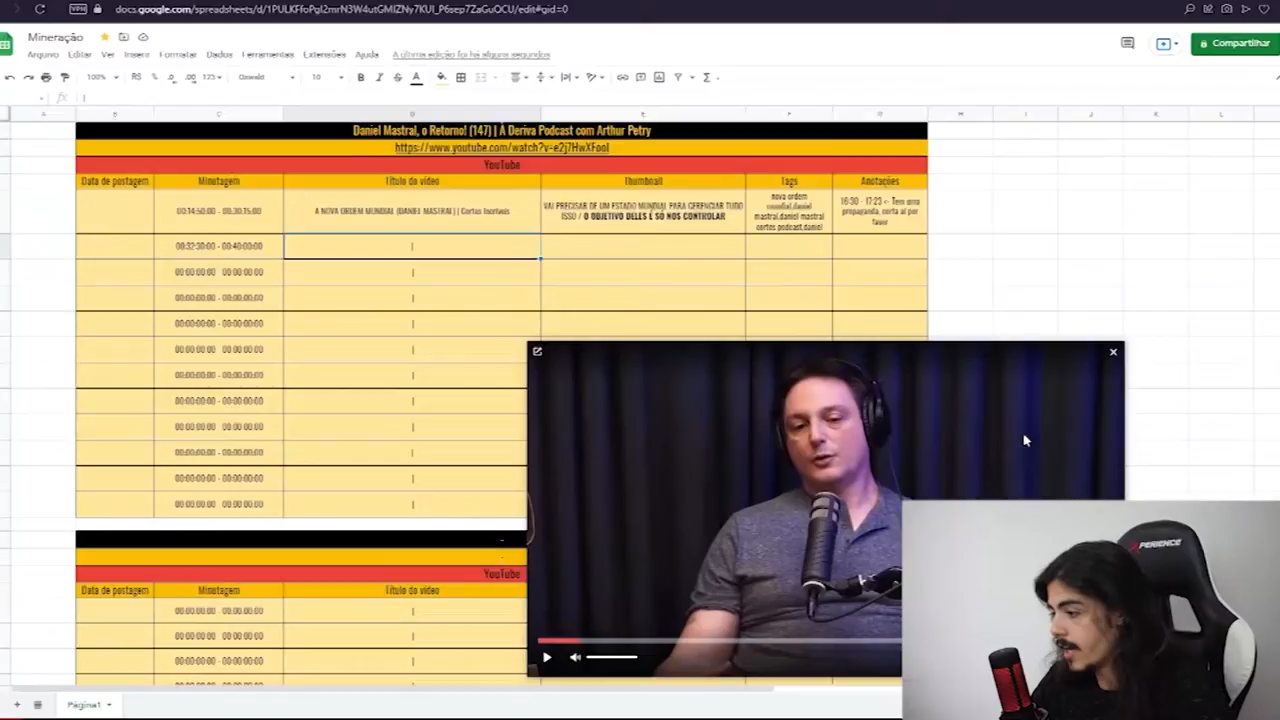 docs.google.com/spreadsheets/d/1PULKFfoPgI2mrN3W4utGMIZNy7KUI_P6sep7ZaGuQCU/edit#gid=0
Mineração
Arquivo Editar Ver Inserir Formatar Dados Ferramentas Extensões Ajuda A última edição foi há alguns segundos
Compartilhar
100% R$ % .0 .00 123 Oswald 10
Daniel Mastral, o Retorno! (147) | À Deriva Podcast com Arthur Petry
https://www.youtube.com/watch?v=e2j7HwXFooI
YouTube
Data de postagem Minutagem Título do vídeo Thumbnail Tags Anotações
00:14:50:00 - 00:30:15:00
A NOVA ORDEM MUNDIAL (DANIEL MASTRAL) | Cortes Incríveis
VAI PRECISAR DE UM ESTADO MUNDIAL PARA GERENCIAR TUDO
ISSO / O OBJETIVO DELES É SÓ NOS CONTROLAR
nova ordem
mundial,daniel
mastral,daniel mastral
cortes podcast,daniel
16:30 - 17:23 <- Tem uma
propaganda, corta aí por
favor
00:32:30:00 - 00:40:00:00 |
00:00:00:00 - 00:00:00:00 |
00:00:00:00 - 00:00:00:00 |
00:00:00:00 - 00:00:00:00 |
00:00:00:00 - 00:00:00:00 |
00:00:00:00 - 00:00:00:00 |
00:00:00:00 - 00:00:00:00 |
00:00:00:00 - 00:00:00:00 |
00:00:00:00 - 00:00:00:00 |
00:00:00:00 - 00:00:00:00 |
00:00:00:00 - 00:00:00:00 |
-
-
YouTube
Data de postagem Minutagem Título do vídeo
00:00:00:00 - 00:00:00:00 |
00:00:00:00 - 00:00:00:00 |
00:00:00:00 - 00:00:00:00 |
XPERIENCE
Página1